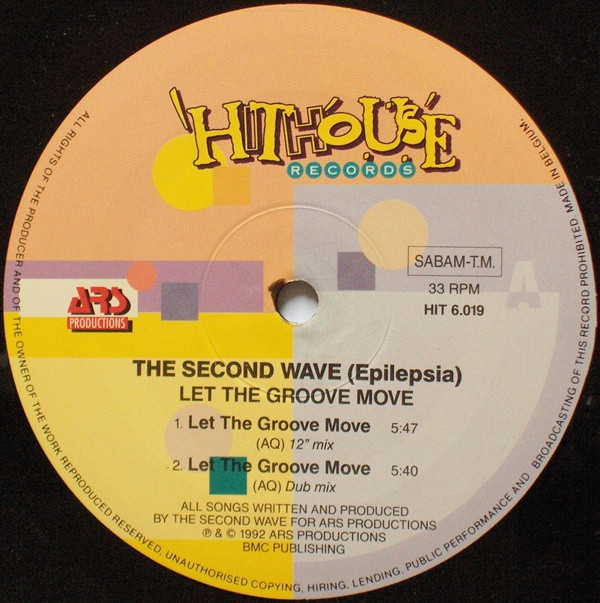 HITHOUSE
RECORDS
SABAM-T.M.
33 RPM
HIT 6.019
A
ARS
PRODUCTIONS
THE SECOND WAVE (Epilepsia)
LET THE GROOVE MOVE
1. Let The Groove Move 5:47
(AQ) 12" mix
2. Let The Groove Move 5:40
(AQ) Dub mix
ALL SONGS WRITTEN AND PRODUCED
BY THE SECOND WAVE FOR ARS PRODUCTIONS
℗ & © 1992 ARS PRODUCTIONS
BMC PUBLISHING
ALL RIGHTS OF THE PRODUCER AND OF THE OWNER OF THE WORK REPRODUCED RESERVED. UNAUTHORISED COPYING, HIRING, LENDING, PUBLIC PERFORMANCE AND BROADCASTING OF THIS RECORD PROHIBITED. MADE IN BELGIUM.